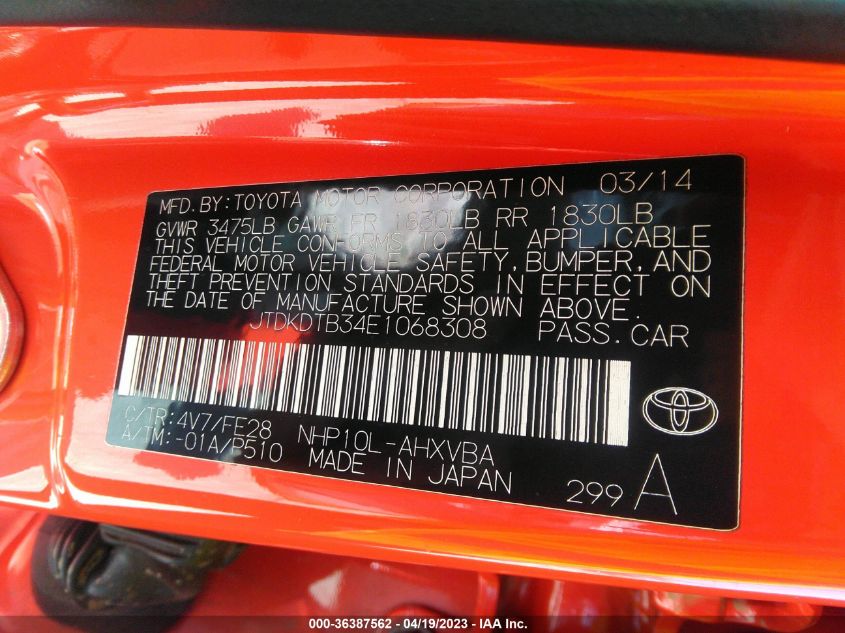 MFD.BY:TOYOTA MOTOR CORPORATION 03/14
GVWR 3475LB GAWR FR 1830LB RR 1830LB
THIS VEHICLE CONFORMS TO ALL APPLICABLE
FEDERAL MOTOR VEHICLE SAFETY, BUMPER, AND
THEFT PREVENTION STANDARDS IN EFFECT ON
THE DATE OF MANUFACTURE SHOWN ABOVE.
JTDKDTB34E1068308 PASS.CAR
C/TR:4V7/FE28 NHP10L-AHXVBA
A/TM:-01A/P510 MADE IN JAPAN
299 A
000-36387562 - 04/19/2023 - IAA Inc.